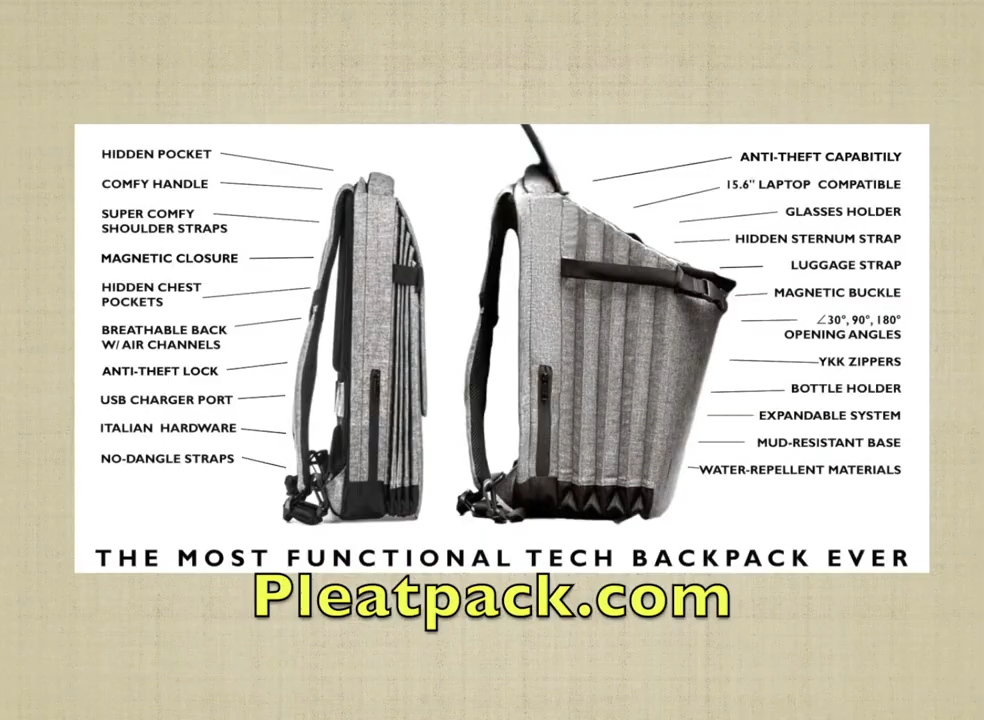 HIDDEN POCKET
COMFY HANDLE
SUPER COMFY
SHOULDER STRAPS
MAGNETIC CLOSURE
HIDDEN CHEST
POCKETS
BREATHABLE BACK
W/ AIR CHANNELS
ANTI-THEFT LOCK
USB CHARGER PORT
ITALIAN HARDWARE
NO-DANGLE STRAPS
ANTI-THEFT CAPABITILY
15.6" LAPTOP COMPATIBLE
GLASSES HOLDER
HIDDEN STERNUM STRAP
LUGGAGE STRAP
MAGNETIC BUCKLE
∠30°, 90°, 180°
OPENING ANGLES
YKK ZIPPERS
BOTTLE HOLDER
EXPANDABLE SYSTEM
MUD-RESISTANT BASE
WATER-REPELLENT MATERIALS
THE MOST FUNCTIONAL TECH BACKPACK EVER
Pleatpack.com